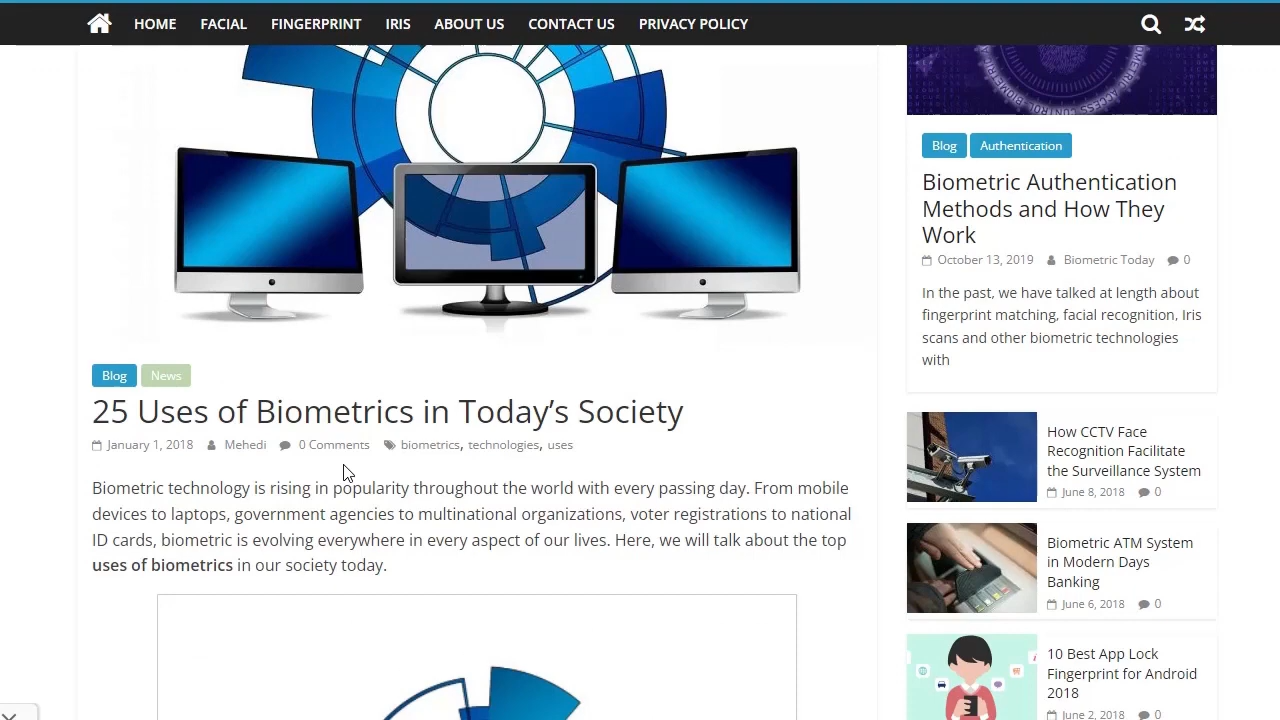 HOME FACIAL FINGERPRINT IRIS ABOUT US CONTACT US PRIVACY POLICY
Blog News
25 Uses of Biometrics in Today’s Society
January 1, 2018 Mehedi 0 Comments biometrics, technologies, uses
Biometric technology is rising in popularity throughout the world with every passing day. From mobile
devices to laptops, government agencies to multinational organizations, voter registrations to national
ID cards, biometric is evolving everywhere in every aspect of our lives. Here, we will talk about the top
uses of biometrics in our society today.
Blog Authentication
Biometric Authentication
Methods and How They
Work
October 13, 2019 Biometric Today 0
In the past, we have talked at length about
fingerprint matching, facial recognition, Iris
scans and other biometric technologies
with
How CCTV Face
Recognition Facilitate
the Surveillance System
June 8, 2018 0
Biometric ATM System
in Modern Days
Banking
June 6, 2018 0
10 Best App Lock
Fingerprint for Android
2018
June 2, 2018 0